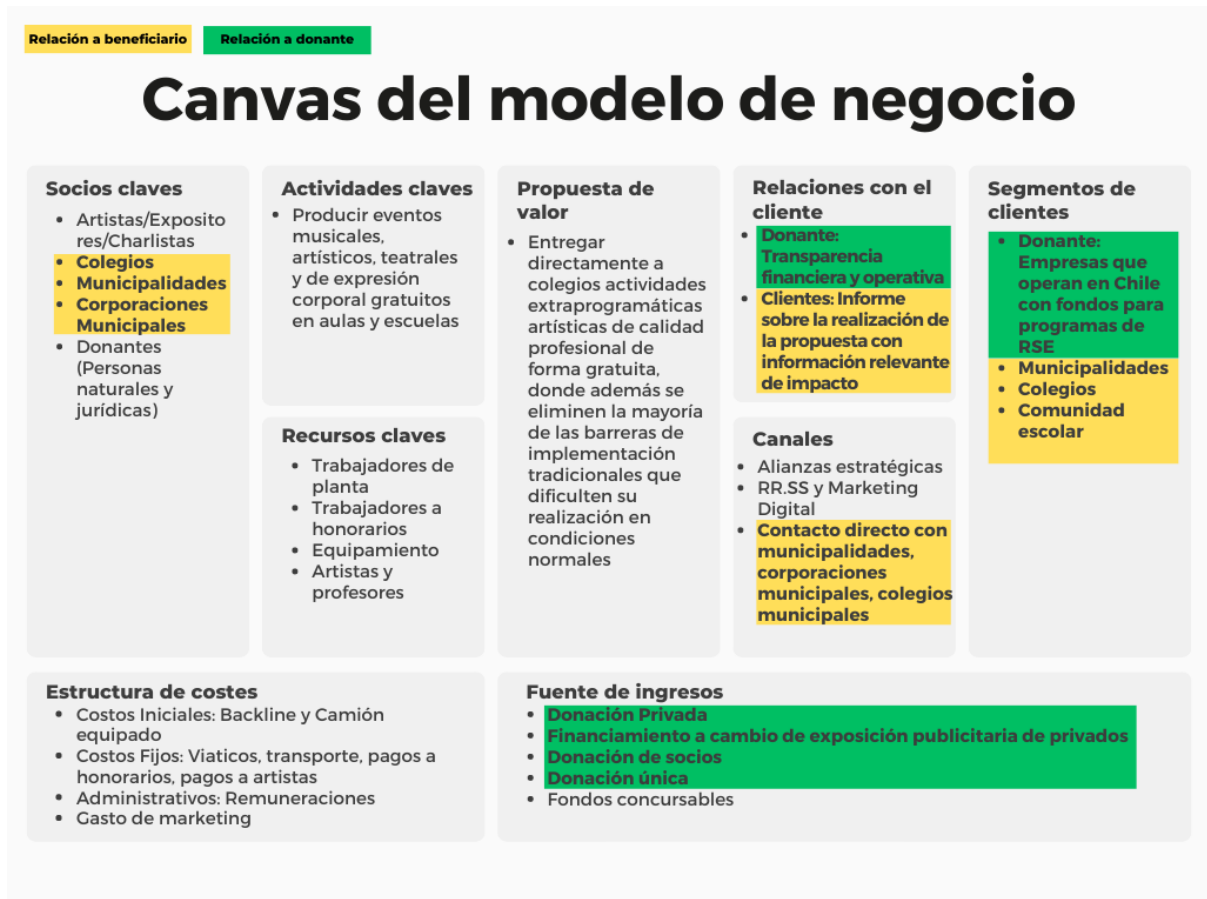 Relación a beneficiario
Relación a donante
Canvas del modelo de negocio
Socios claves
• Artistas/Exposito
res/Charlistas
• Colegios
• Municipalidades
• Corporaciones
Municipales
• Donantes
(Personas
naturales y
jurídicas)
Actividades claves
• Producir eventos
musicales,
artísticos, teatrales
y de expresión
corporal gratuitos
en aulas y escuelas
Recursos claves
• Trabajadores de
planta
• Trabajadores a
honorarios
• Equipamiento
• Artistas y
profesores
Propuesta de
valor
• Entregar
directamente a
colegios actividades
extraprogramáticas
artísticas de calidad
profesional de
forma gratuita,
donde además se
eliminen la mayoría
de las barreras de
implementación
tradicionales que
dificulten su
realización en
condiciones
normales
Relaciones con el
cliente
• Donante:
Transparencia
financiera y operativa
• Clientes: Informe
sobre la realización de
la propuesta con
información relevante
de impacto
Canales
• Alianzas estratégicas
• RR.SS y Marketing
Digital
• Contacto directo con
municipalidades,
corporaciones
municipales, colegios
municipales
Segmentos de
clientes
• Donante:
Empresas que
operan en Chile
con fondos para
programas de
RSE
• Municipalidades
• Colegios
• Comunidad
escolar
Estructura de costes
• Costos Iniciales: Backline y Camión
equipado
• Costos Fijos: Viaticos, transporte, pagos a
honorarios, pagos a artistas
• Administrativos: Remuneraciones
• Gasto de marketing
Fuente de ingresos
• Donación Privada
• Financiamiento a cambio de exposición publicitaria de privados
• Donación de socios
• Donación única
• Fondos concursables